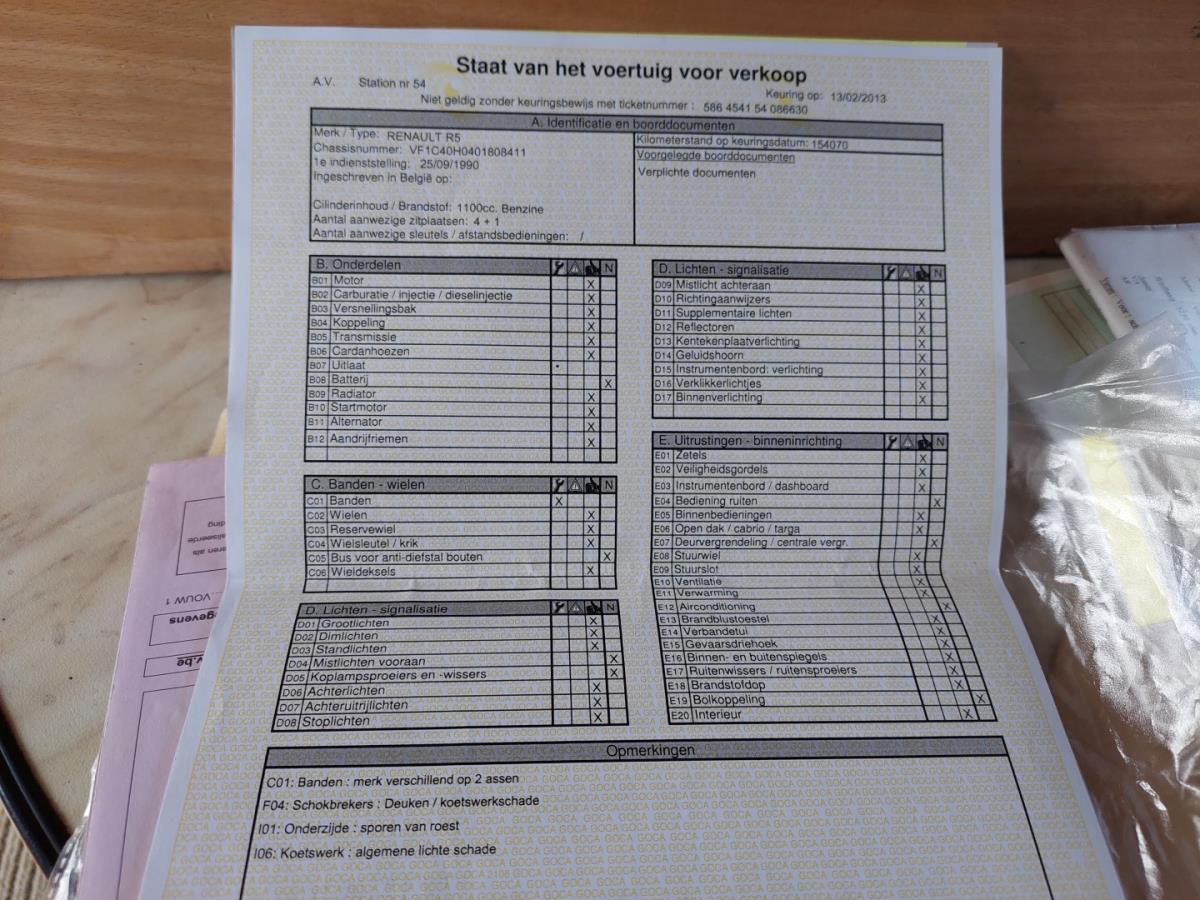 Staat van het voertuig voor verkoop
A.V. Station nr 54 Keuring op: 13/02/2013
Niet geldig zonder keuringsbewijs met ticketnummer : 586 4541 54 086630
A. Identificatie en boorddocumenten
Merk / Type: RENAULT R5
Chassisnummer: VF1C40H0401808411
1e indienststelling: 25/09/1990
Ingeschreven in België op:
Cilinderinhoud / Brandstof: 1100cc. Benzine
Aantal aanwezige zitplaatsen: 4 + 1
Aantal aanwezige sleutels / afstandsbedieningen: /
Kilometerstand op keuringsdatum: 154070
Voorgelegde boorddocumenten
Verplichte documenten
B. Onderdelen N
B01 Motor X
B02 Carburatie / injectie / dieselinjectie X
B03 Versnellingsbak X
B04 Koppeling X
B05 Transmissie X
B06 Cardanhoezen X
B07 Uitlaat
B08 Batterij X
B09 Radiator X
B10 Startmotor X
B11 Alternator X
B12 Aandrijfriemen X
C. Banden - wielen N
C01 Banden X
C02 Wielen X
C03 Reservewiel X
C04 Wielsleutel / krik X
C05 Bus voor anti-diefstal bouten X
C06 Wieldeksels X
D. Lichten - signalisatie N
D01 Grootlichten X
D02 Dimlichten X
D03 Standlichten X
D04 Mistlichten vooraan X
D05 Koplampsproeiers en -wissers X
D06 Achterlichten X
D07 Achteruitrijlichten X
D08 Stoplichten X
D. Lichten - signalisatie N
D09 Mistlicht achteraan X
D10 Richtingaanwijzers X
D11 Supplementaire lichten X
D12 Reflectoren X
D13 Kentekenplaatverlichting X
D14 Geluidshoorn X
D15 Instrumentenbord: verlichting X
D16 Verklikkerlichtjes X
D17 Binnenverlichting X
E. Uitrustingen - binneninrichting N
E01 Zetels X
E02 Veiligheidsgordels X
E03 Instrumentenbord / dashboard X
E04 Bediening ruiten X
E05 Binnenbedieningen X
E06 Open dak / cabrio / targa X
E07 Deurvergrendeling / centrale vergr. X
E08 Stuurwiel X
E09 Stuurslot X
E10 Ventilatie X
E11 Verwarming X
E12 Airconditioning X
E13 Brandblustoestel X
E14 Verbandetui X
E15 Gevaarsdriehoek X
E16 Binnen- en buitenspiegels X
E17 Ruitenwissers / ruitensproeiers X
E18 Brandstofdop X
E19 Bolkoppeling X
E20 Interieur X
Opmerkingen
C01: Banden : merk verschillend op 2 assen
F04: Schokbrekers : Deuken / koetswerkschade
I01: Onderzijde : sporen van roest
I06: Koetswerk : algemene lichte schade
...VOUW 1